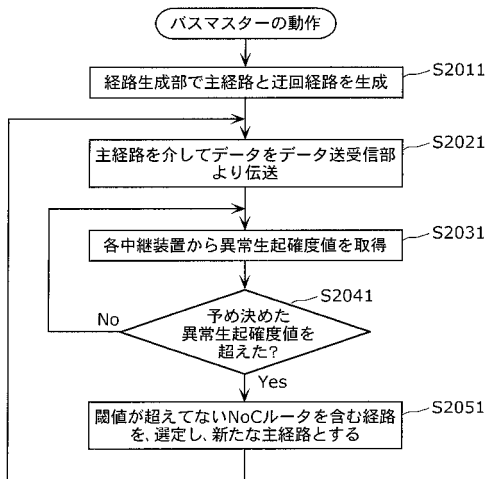 バスマスターの動作
経路生成部で主経路と迂回経路を生成
S2011
主経路を介してデータをデータ送受信部
より伝送
S2021
各中継装置から異常生起確度値を取得
S2031
予め決めた
異常生起確度値を
超えた?
S2041
No
Yes
閾値が超えてないNoCルータを含む経路
を、選定し、新たな主経路とする
S2051